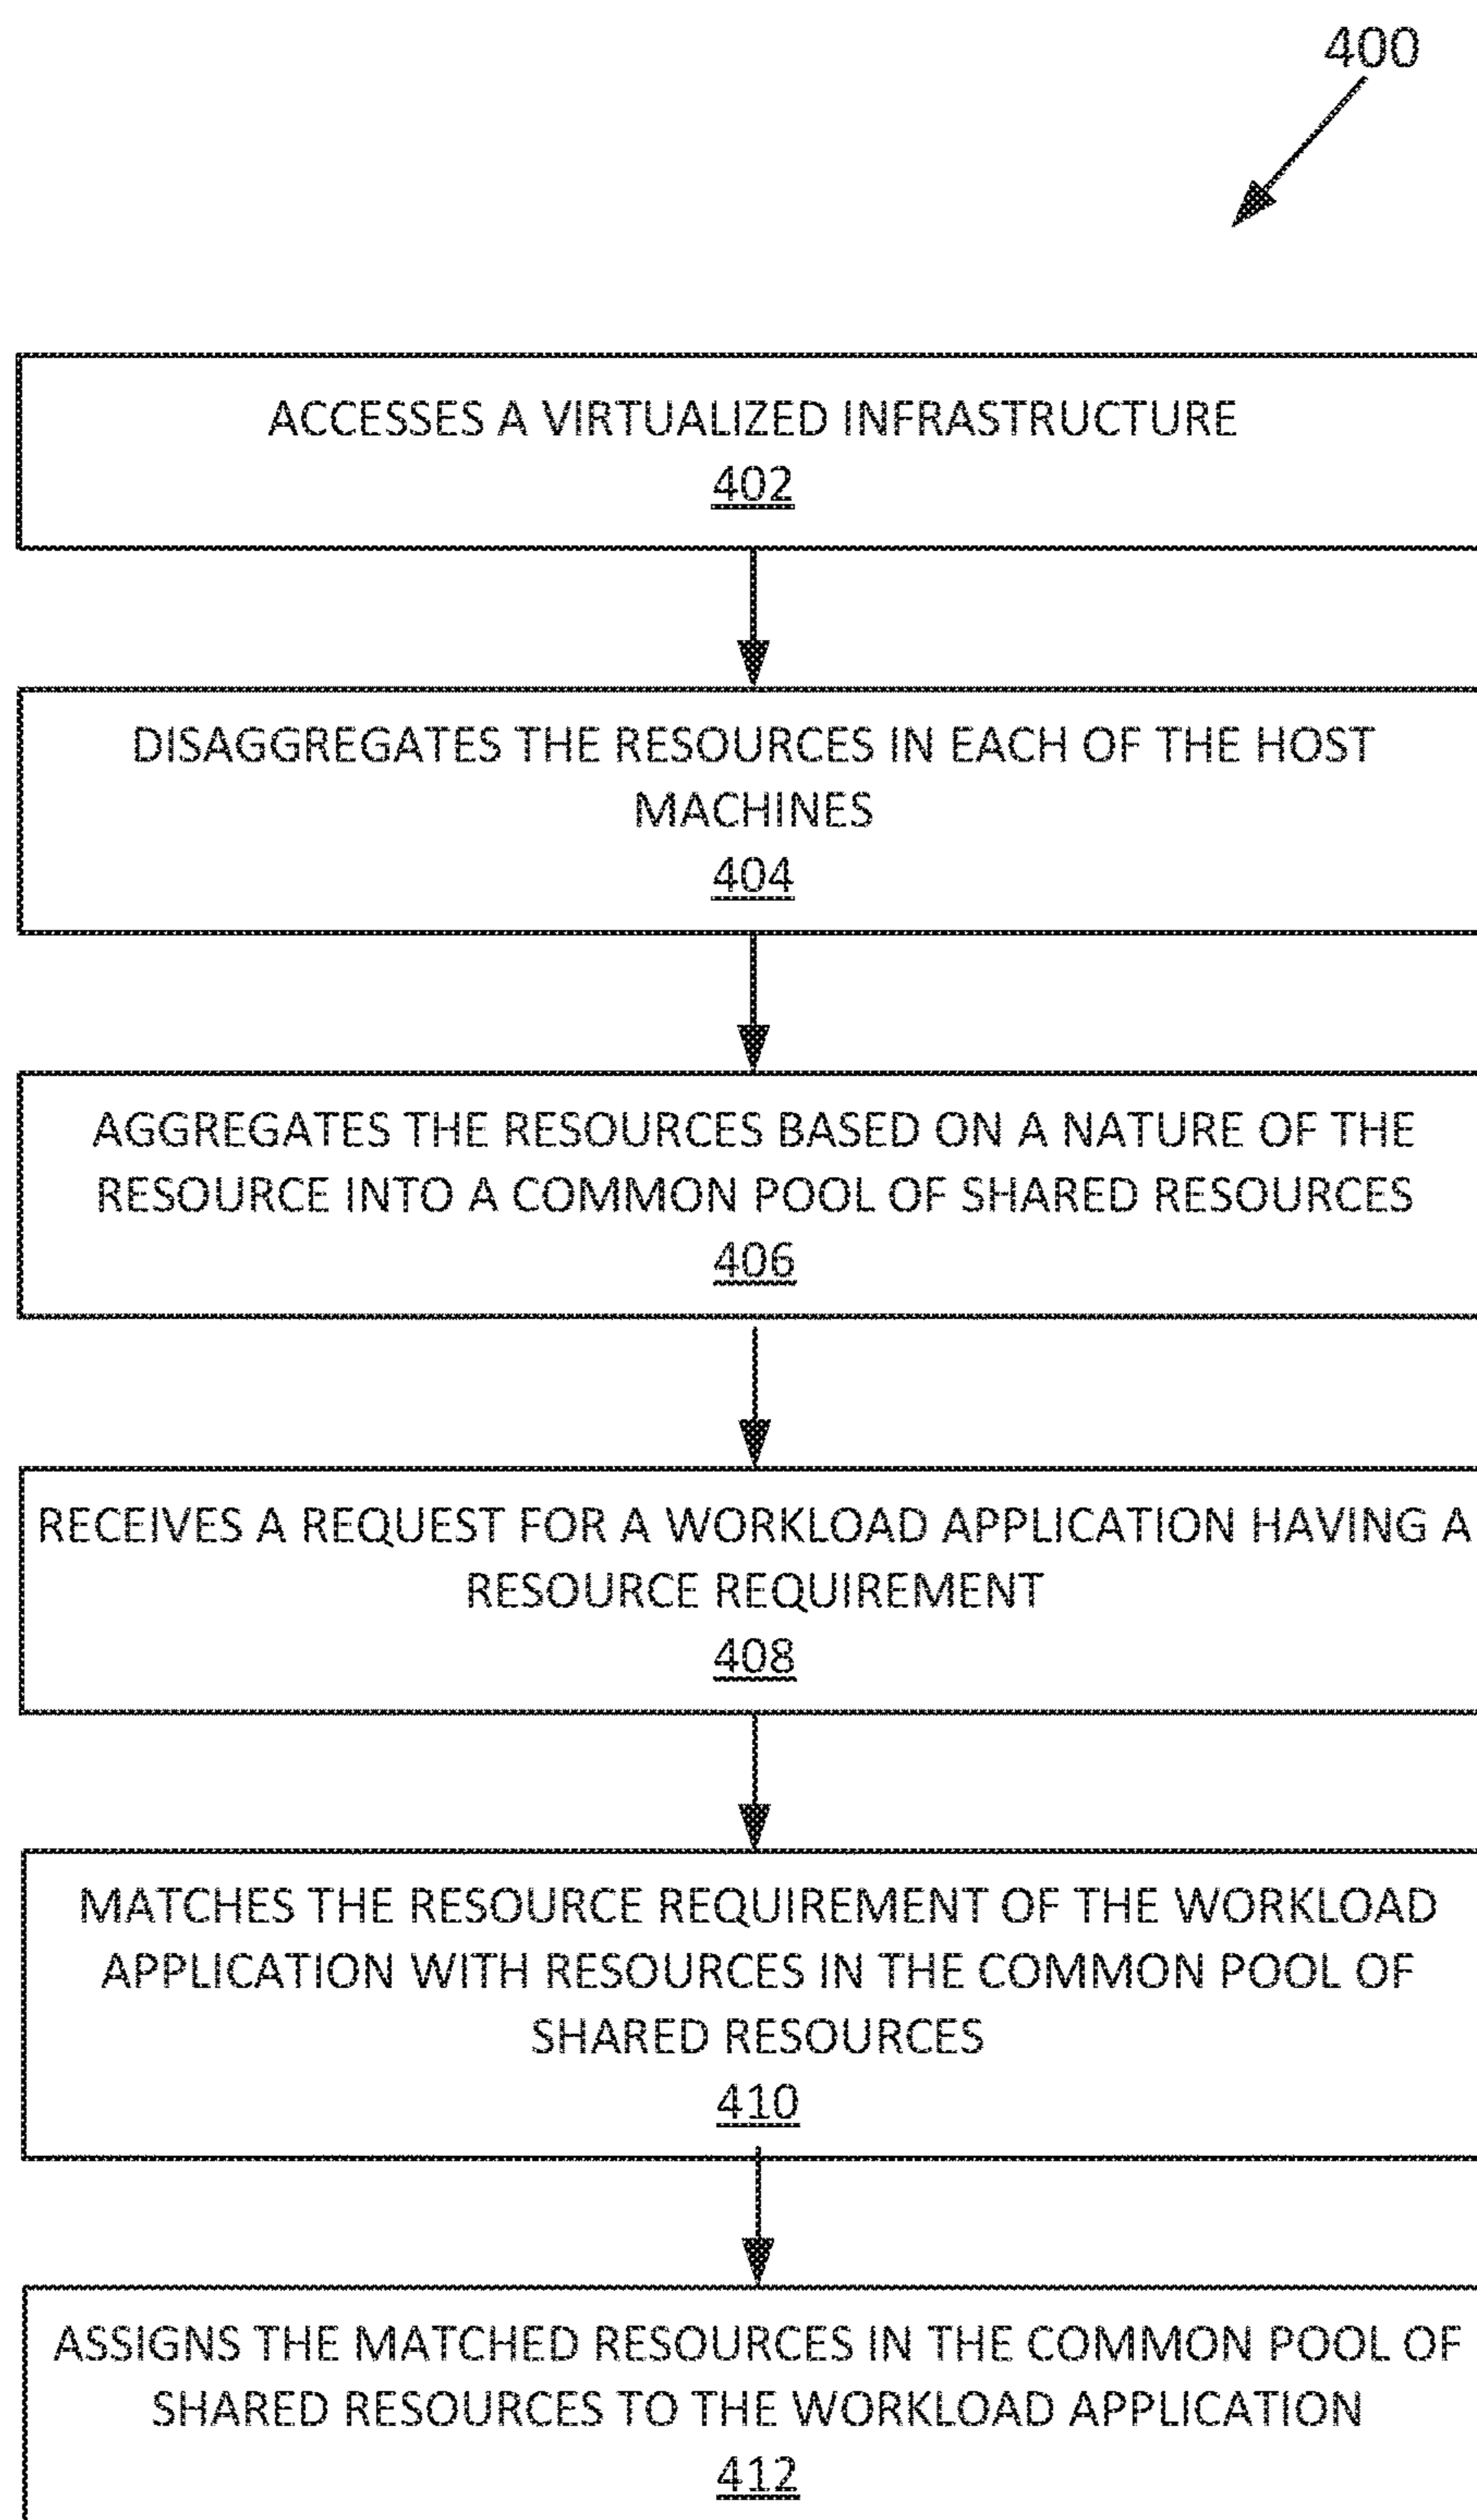 400
ACCESSES A VIRTUALIZED INFRASTRUCTURE
402
DISAGGREGATES THE RESOURCES IN EACH OF THE HOST
MACHINES
404
AGGREGATES THE RESOURCES BASED ON A NATURE OF THE
RESOURCE INTO A COMMON POOL OF SHARED RESOURCES
406
RECEIVES A REQUEST FOR A WORKLOAD APPLICATION HAVING A
RESOURCE REQUIREMENT
408
MATCHES THE RESOURCE REQUIREMENT OF THE WORKLOAD
APPLICATION WITH RESOURCES IN THE COMMON POOL OF
SHARED RESOURCES
410
ASSIGNS THE MATCHED RESOURCES IN THE COMMON POOL OF
SHARED RESOURCES TO THE WORKLOAD APPLICATION
412